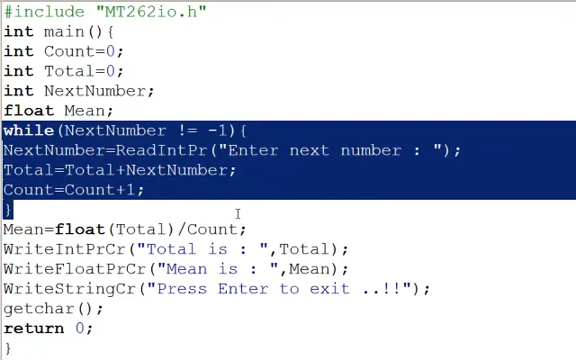 #include "MT262io.h"
int main(){
int Count=0;
int Total=0;
int NextNumber;
float Mean;
while(NextNumber != -1){
NextNumber=ReadIntPr("Enter next number : ");
Total=Total+NextNumber;
Count=Count+1;
}
Mean=float(Total)/Count;
WriteIntPrCr("Total is : ",Total);
WriteFloatPrCr("Mean is : ",Mean);
WriteStringCr("Press Enter to exit ..!!");
getchar();
return 0;
}